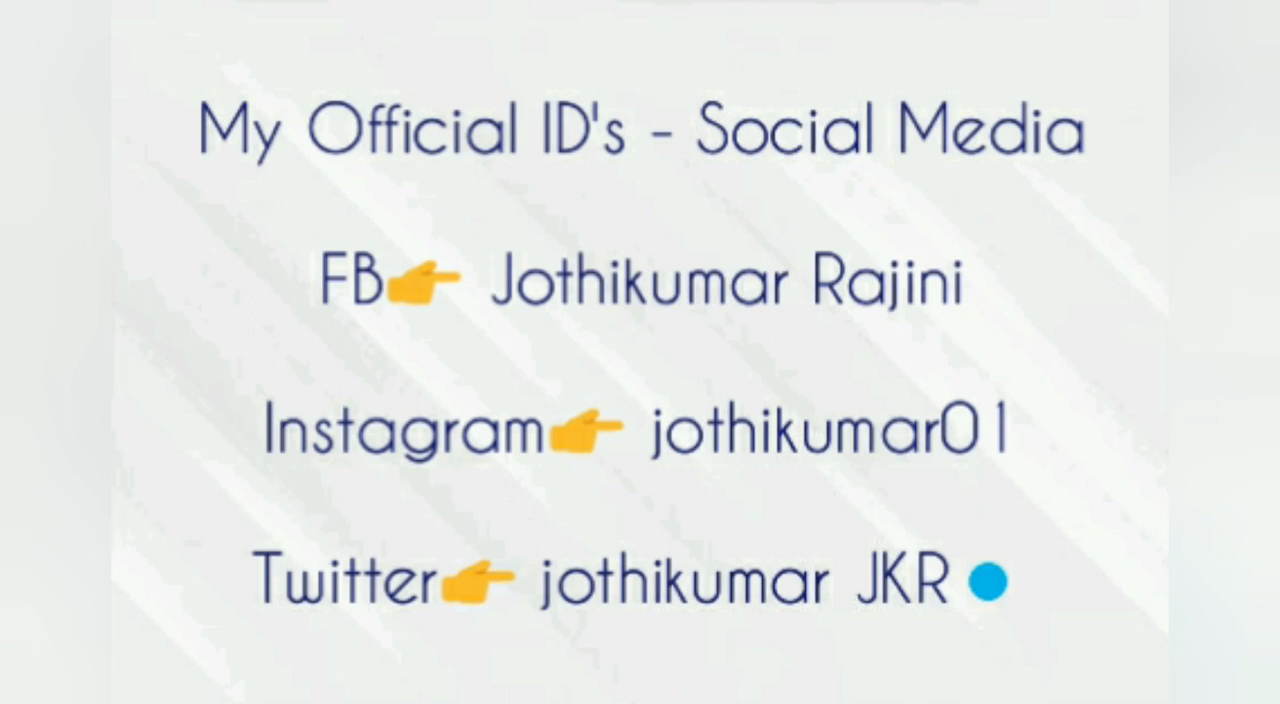 My Official ID's - Social Media
FB👉 Jothikumar Rajini
Instagram👉 jothikumar01
Twitter👉 jothikumar JKR